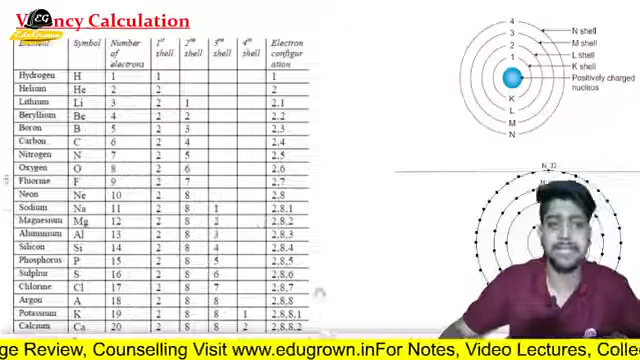 Valency Calculation
EG
EduGrown
Element Symbol Number of electrons 1st shell 2nd shell 3rd shell 4th shell Electron configur ation
Hydrogen H 1 1 1
Helium He 2 2 2
Lithium Li 3 2 1 2,1
Beryllium Be 4 2 2 2,2
Boron B 5 2 3 2,3
Carbon C 6 2 4 2,4
Nitrogen N 7 2 5 2,5
Oxygen O 8 2 6 2,6
Fluorine F 9 2 7 2,7
Neon Ne 10 2 8 2,8
Sodium Na 11 2 8 1 2,8,1
Magnesium Mg 12 2 8 2 2,8,2
Aluminium Al 13 2 8 3 2,8,3
Silicon Si 14 2 8 4 2,8,4
Phosphorus P 15 2 8 5 2,8,5
Sulphur S 16 2 8 6 2,8,6
Chlorine Cl 17 2 8 7 2,8,7
Argon A 18 2 8 8 2,8,8
Potassium K 19 2 8 8 1 2,8,8,1
Calcium Ca 20 2 8 8 2 2,8,8,2
4
3
2
1
K
L
M
N
N shell
M shell
L shell
K shell
Positively charged
nucleus
ge Review, Counselling Visit www.edugrown.inFor Notes, Video Lectures, Colle